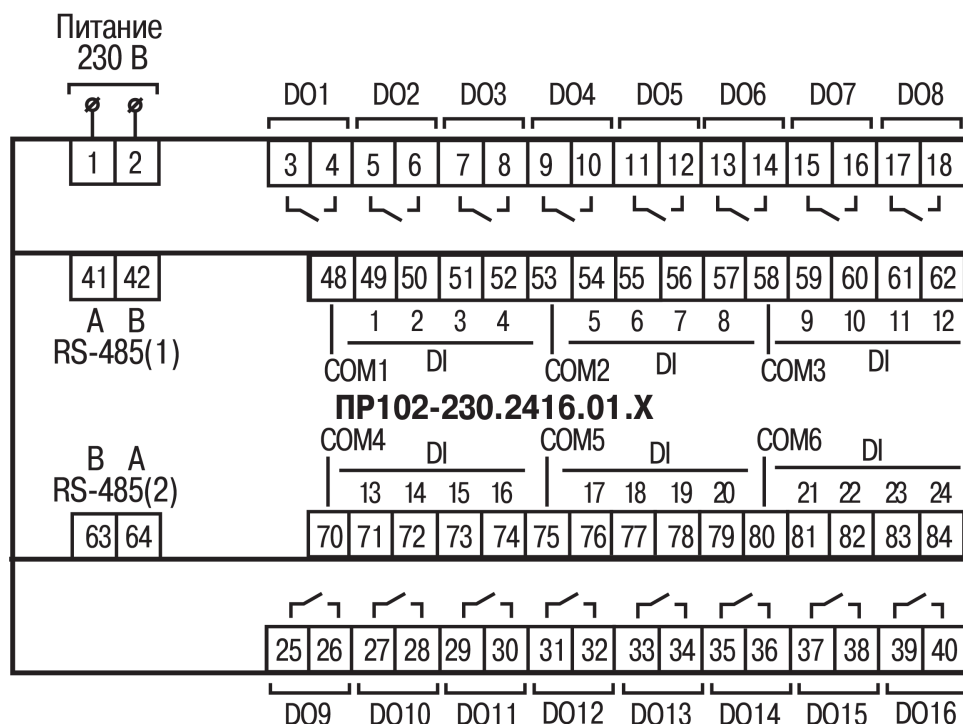 Питание
230 В
DO1 DO2 DO3 DO4 DO5 DO6 DO7 DO8
1 2 3 4 5 6 7 8 9 10 11 12 13 14 15 16 17 18
41 42 48 49 50 51 52 53 54 55 56 57 58 59 60 61 62
A B 1 2 3 4 5 6 7 8 9 10 11 12
RS-485(1) COM1 DI COM2 DI COM3 DI
ПР102-230.2416.01.X
COM4 DI COM5 DI COM6 DI
B A
RS-485(2) 13 14 15 16 17 18 19 20 21 22 23 24
63 64 70 71 72 73 74 75 76 77 78 79 80 81 82 83 84
25 26 27 28 29 30 31 32 33 34 35 36 37 38 39 40
DO9 DO10 DO11 DO12 DO13 DO14 DO15 DO16